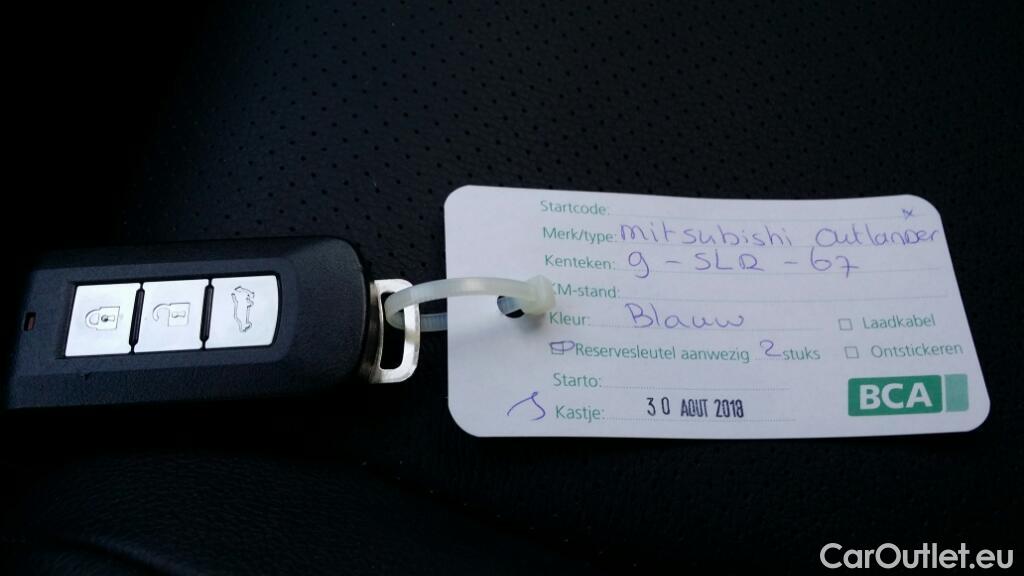 Startcode: x
Merk/type: mitsubishi outlander
Kenteken: 9 - SLR - 67
KM-stand:
Kleur: Blauw
Laadkabel
Reservesleutel aanwezig 2 stuks
Ontstickeren
Starto:
Kastje: 30 AOUT 2018
BCA
CarOutlet.eu